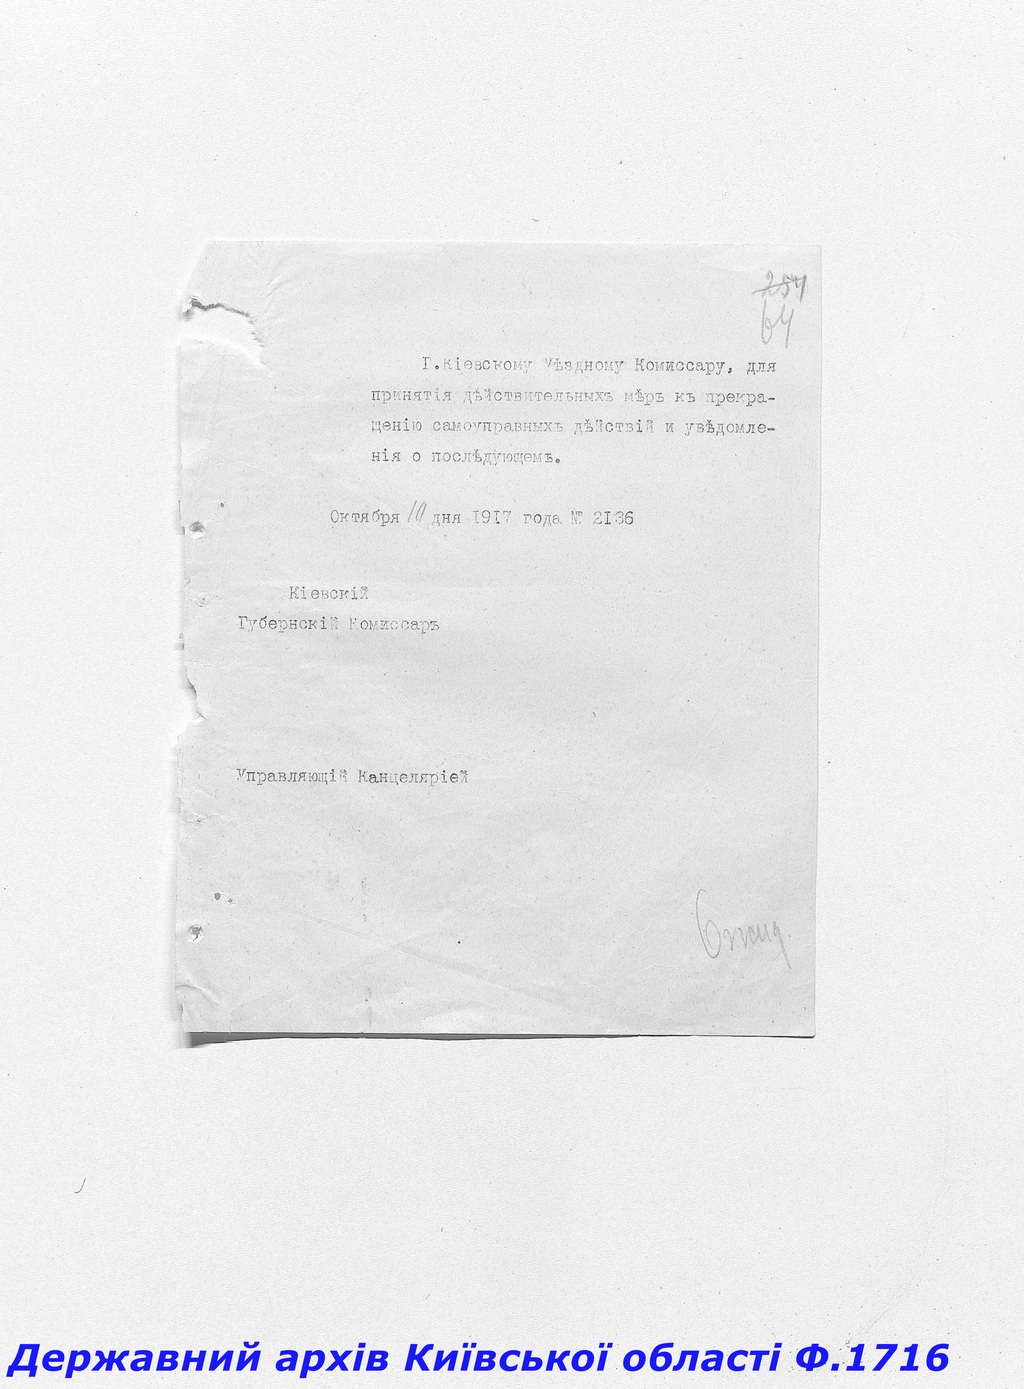 254
64
Г.Кіевскому Уѣздному Комиссару, для
принятія дѣйствительныхъ мѣръ къ прекра-
щенію самоуправныхъ дѣйствій и увѣдомле-
нія о послѣдующемъ.
Октября 10 дня 1917 года № 2136
Кіевскій
Губернскій Комиссаръ
Управляющій Канцеляріей
Державний архів Київської області Ф.1716